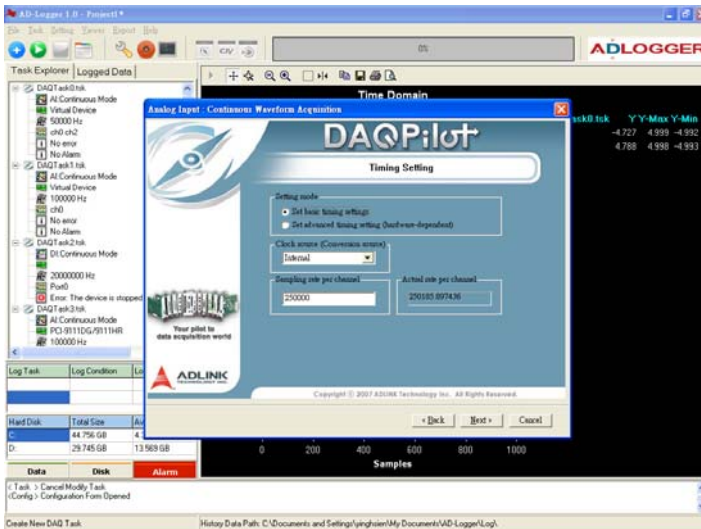 AD-Logger 1.0 - Project1 *
File Task Setting Viewer Report Help
CSV
0%
ADLOGGER
Task Explorer Logged Data
DAQTask0.tsk
AI:Continuous Mode
Virtual Device
50000 Hz
ch0 ch2
No error
No Alarm
DAQTask1.tsk
AI:Continuous Mode
Virtual Device
100000 Hz
ch0
No error
No Alarm
DAQTask2.tsk
DI:Continuous Mode
20000000 Hz
Port0
Error: The device is stopped
DAQTask3.tsk
AI:Continuous Mode
PCI-9111DG/9111HR
100000 Hz
Time Domain
ask0.tsk Y Y-Max Y-Min
-4.727 4.999 -4.992
4.788 4.998 -4.993
Analog Input : Continuous Waveform Acquisition
DAQPilot
Timing Setting
Setting mode
Set basic timing settings
Set advanced timing setting (hardware-dependent)
Clock source (Conversion source)
Internal
Sampling rate per channel
250000
Actual rate per channel
250185.897436
Your pilot to
data acquisition world
ADLINK
TECHNOLOGY INC.
Copyright © 2007 ADLINK Technology Inc. All Rights Reserved.
< Back Next > Cancel
Log Task Log Condition Lo
Hard Disk Total Size Av
C: 44.756 GB 4.
D: 29.745 GB 13.569 GB
Data Disk Alarm
0 200 400 600 800 1000
Samples
< Task > Cancel Modify Task
<Config> Configuration Form Opened
Create New DAQ Task
History Data Path: C:\Documents and Settings\yinghsien\My Documents\AD-Logger\Log\